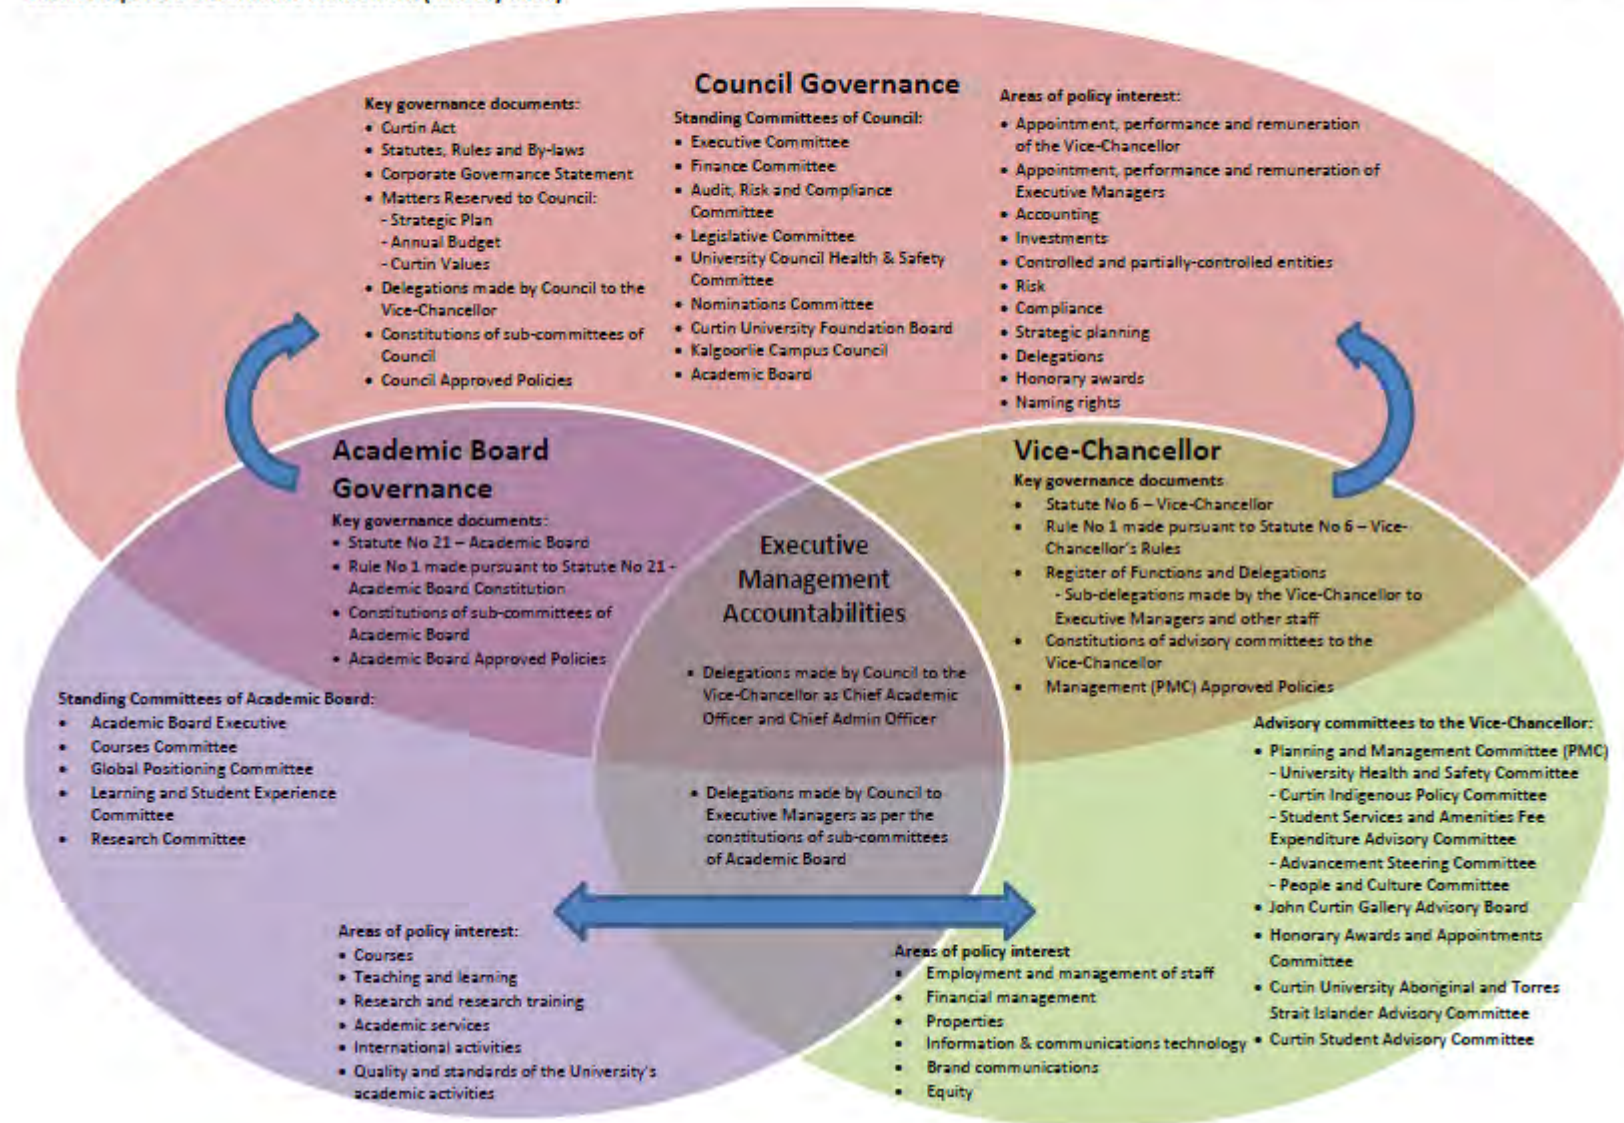 Council Governance
Key governance documents:
• Curtin Act
• Statutes, Rules and By-laws
• Corporate Governance Statement
• Matters Reserved to Council:
- Strategic Plan
- Annual Budget
- Curtin Values
• Delegations made by Council to the
Vice-Chancellor
• Constitutions of sub-committees of
Council
• Council Approved Policies
Standing Committees of Council:
• Executive Committee
• Finance Committee
• Audit, Risk and Compliance
Committee
• Legislative Committee
• University Council Health & Safety
Committee
• Nominations Committee
• Curtin University Foundation Board
• Kalgoorlie Campus Council
• Academic Board
Areas of policy interest:
• Appointment, performance and remuneration
of the Vice-Chancellor
• Appointment, performance and remuneration of
Executive Managers
• Accounting
• Investments
• Controlled and partially-controlled entities
• Risk
• Compliance
• Strategic planning
• Delegations
• Honorary awards
• Naming rights
Academic Board
Governance
Key governance documents:
• Statute No 21 – Academic Board
• Rule No 1 made pursuant to Statute No 21 -
Academic Board Constitution
• Constitutions of sub-committees of
Academic Board
• Academic Board Approved Policies
Standing Committees of Academic Board:
• Academic Board Executive
• Courses Committee
• Global Positioning Committee
• Learning and Student Experience
Committee
• Research Committee
Areas of policy interest:
• Courses
• Teaching and learning
• Research and research training
• Academic services
• International activities
• Quality and standards of the University's
academic activities
Executive
Management
Accountabilities
• Delegations made by Council to the
Vice-Chancellor as Chief Academic
Officer and Chief Admin Officer
• Delegations made by Council to
Executive Managers as per the
constitutions of sub-committees
of Academic Board
Vice-Chancellor
Key governance documents
• Statute No 6 – Vice-Chancellor
• Rule No 1 made pursuant to Statute No 6 – Vice-
Chancellor's Rules
• Register of Functions and Delegations
- Sub-delegations made by the Vice-Chancellor to
Executive Managers and other staff
• Constitutions of advisory committees to the
Vice-Chancellor
• Management (PMC) Approved Policies
Advisory committees to the Vice-Chancellor:
• Planning and Management Committee (PMC)
- University Health and Safety Committee
- Curtin Indigenous Policy Committee
- Student Services and Amenities Fee
Expenditure Advisory Committee
- Advancement Steering Committee
- People and Culture Committee
• John Curtin Gallery Advisory Board
• Honorary Awards and Appointments
Committee
• Curtin University Aboriginal and Torres
Strait Islander Advisory Committee
• Curtin Student Advisory Committee
Areas of policy interest
• Employment and management of staff
• Financial management
• Properties
• Information & communications technology
• Brand communications
• Equity